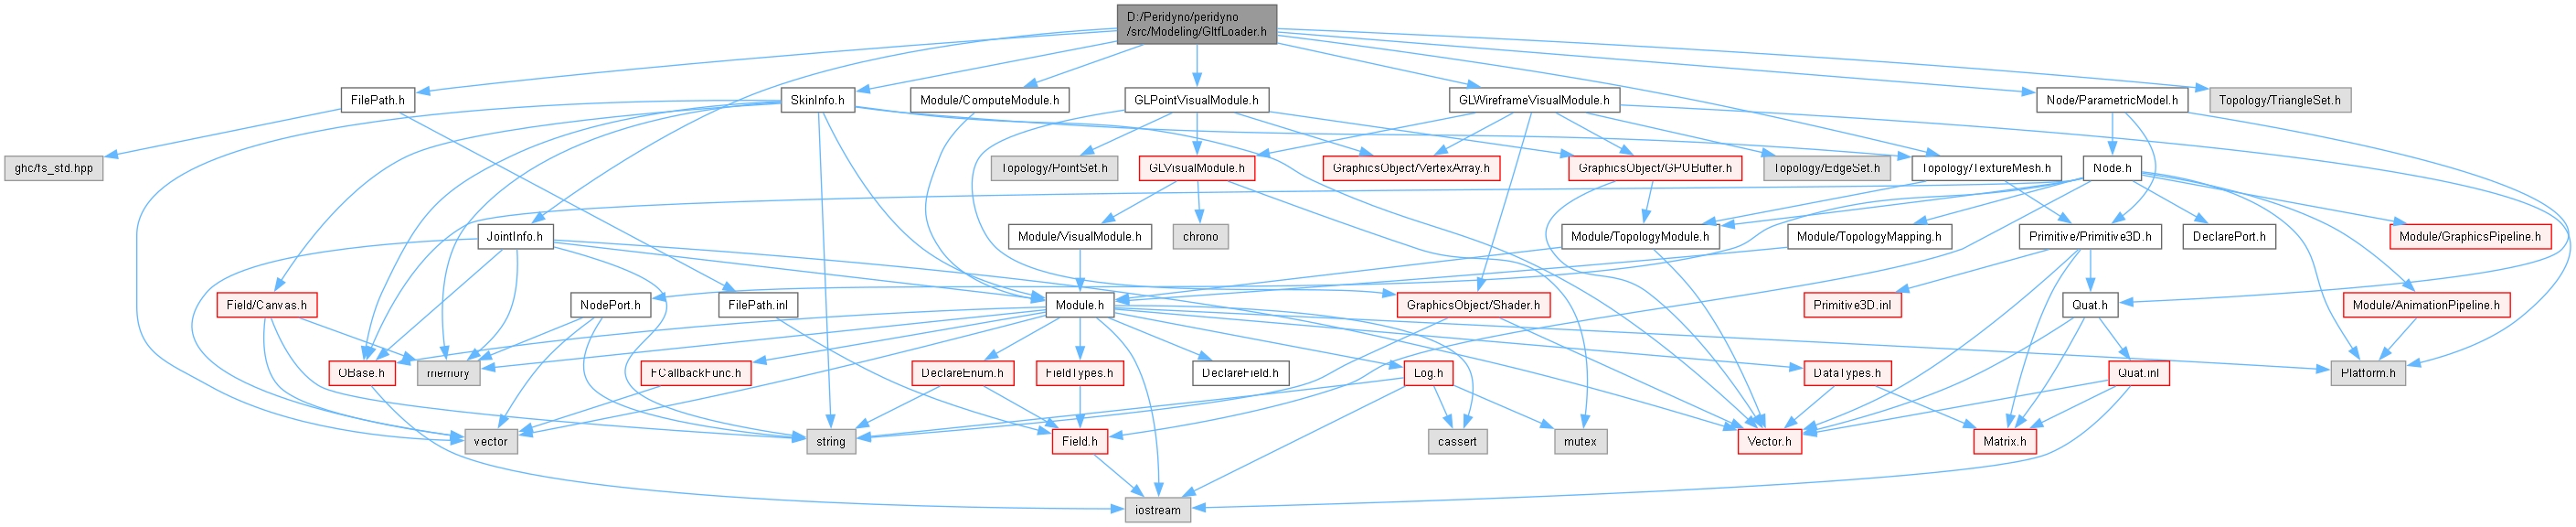 D:/Peridyno/peridyno
/src/Modeling/GltfLoader.h
FilePath.h
SkinInfo.h
Module/ComputeModule.h
GLPointVisualModule.h
GLWireframeVisualModule.h
Node/ParametricModel.h
Topology/TriangleSet.h
ghc/fs_std.hpp
Topology/PointSet.h
GLVisualModule.h
GraphicsObject/VertexArray.h
GraphicsObject/GPUBuffer.h
Topology/EdgeSet.h
Topology/TextureMesh.h
Node.h
JointInfo.h
Module/VisualModule.h
chrono
Module/TopologyModule.h
Module/TopologyMapping.h
Primitive/Primitive3D.h
DeclarePort.h
Module/GraphicsPipeline.h
Field/Canvas.h
NodePort.h
FilePath.inl
Module.h
GraphicsObject/Shader.h
Primitive3D.inl
Quat.h
Module/AnimationPipeline.h
OBase.h
memory
FCallbackFunc.h
DeclareEnum.h
FieldTypes.h
DeclareField.h
Log.h
DataTypes.h
Quat.inl
Platform.h
vector
string
Field.h
cassert
mutex
Vector.h
Matrix.h
iostream